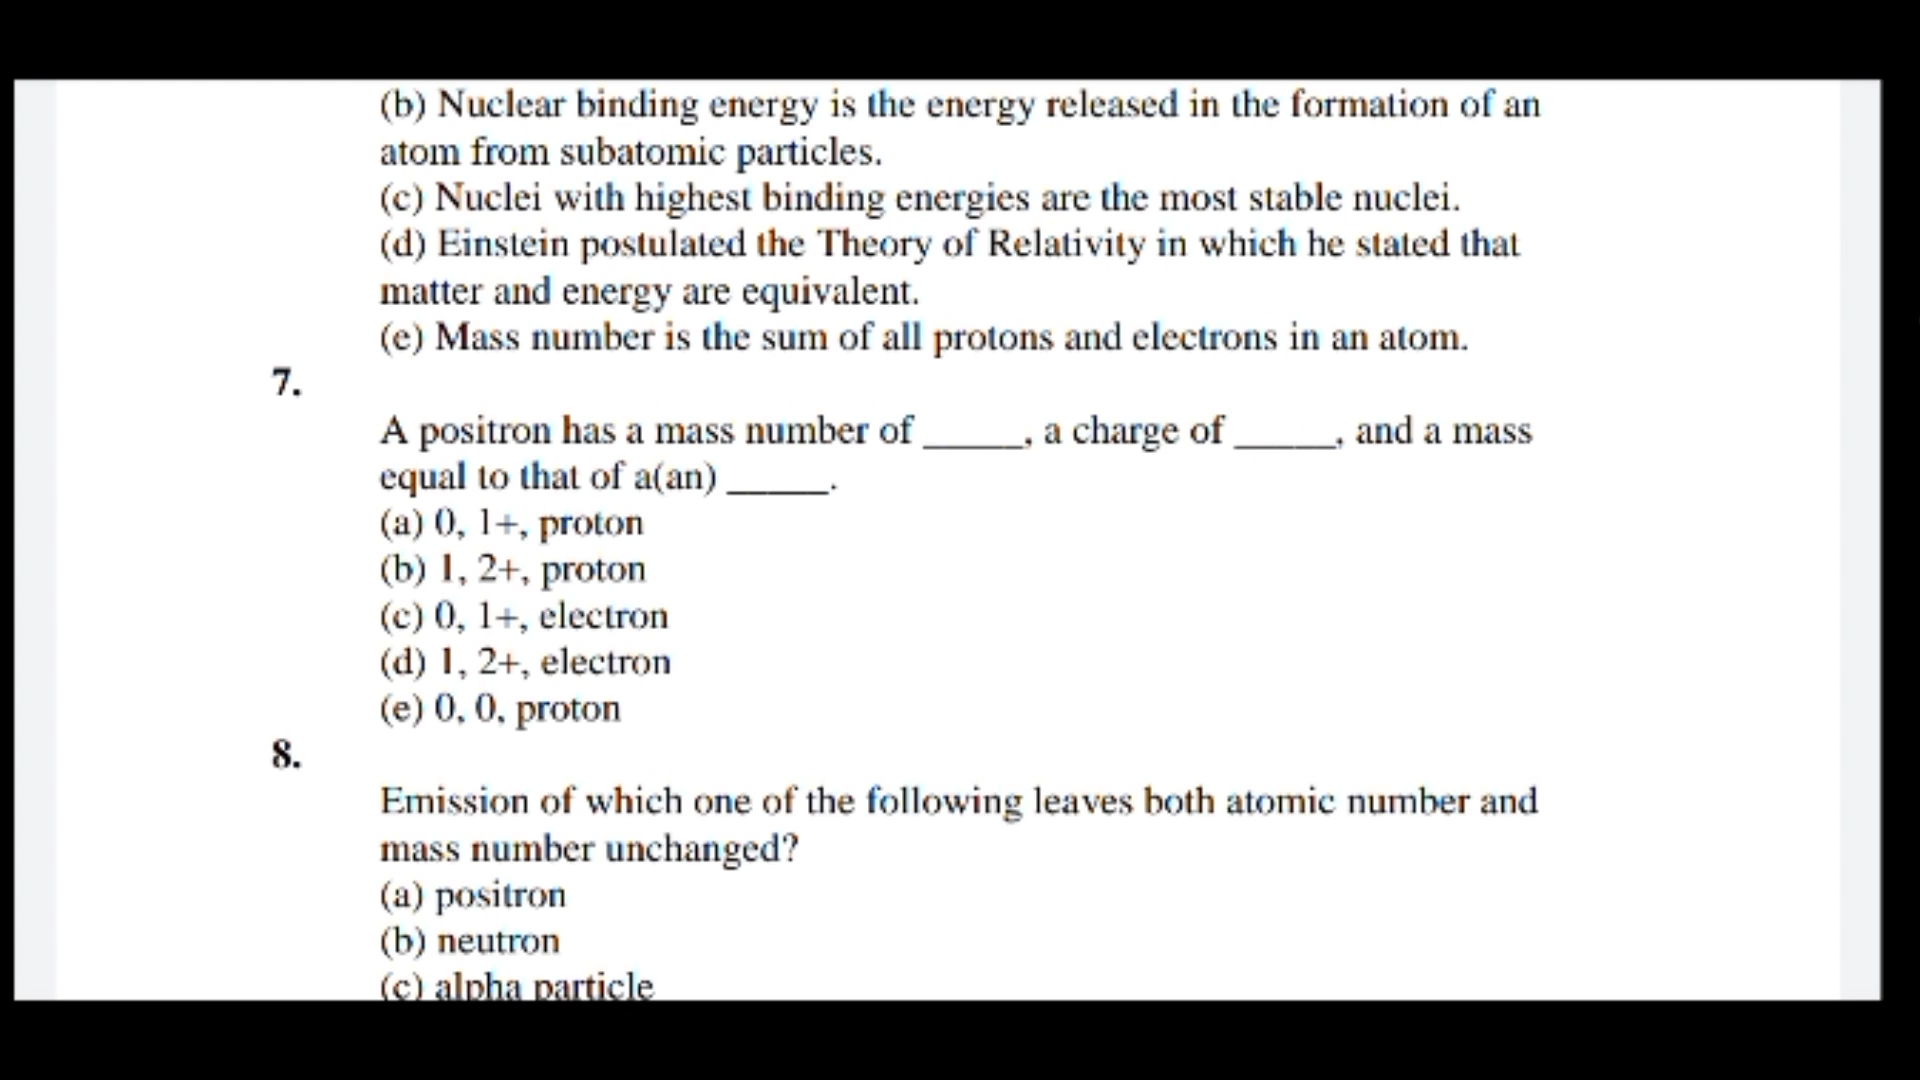 (b) Nuclear binding energy is the energy released in the formation of an
atom from subatomic particles.
(c) Nuclei with highest binding energies are the most stable nuclei.
(d) Einstein postulated the Theory of Relativity in which he stated that
matter and energy are equivalent.
(e) Mass number is the sum of all protons and electrons in an atom.
7.
A positron has a mass number of _____, a charge of _____, and a mass
equal to that of a(an) _____.
(a) 0, 1+, proton
(b) 1, 2+, proton
(c) 0, 1+, electron
(d) 1, 2+, electron
(e) 0, 0, proton
8.
Emission of which one of the following leaves both atomic number and
mass number unchanged?
(a) positron
(b) neutron
(c) alpha particle